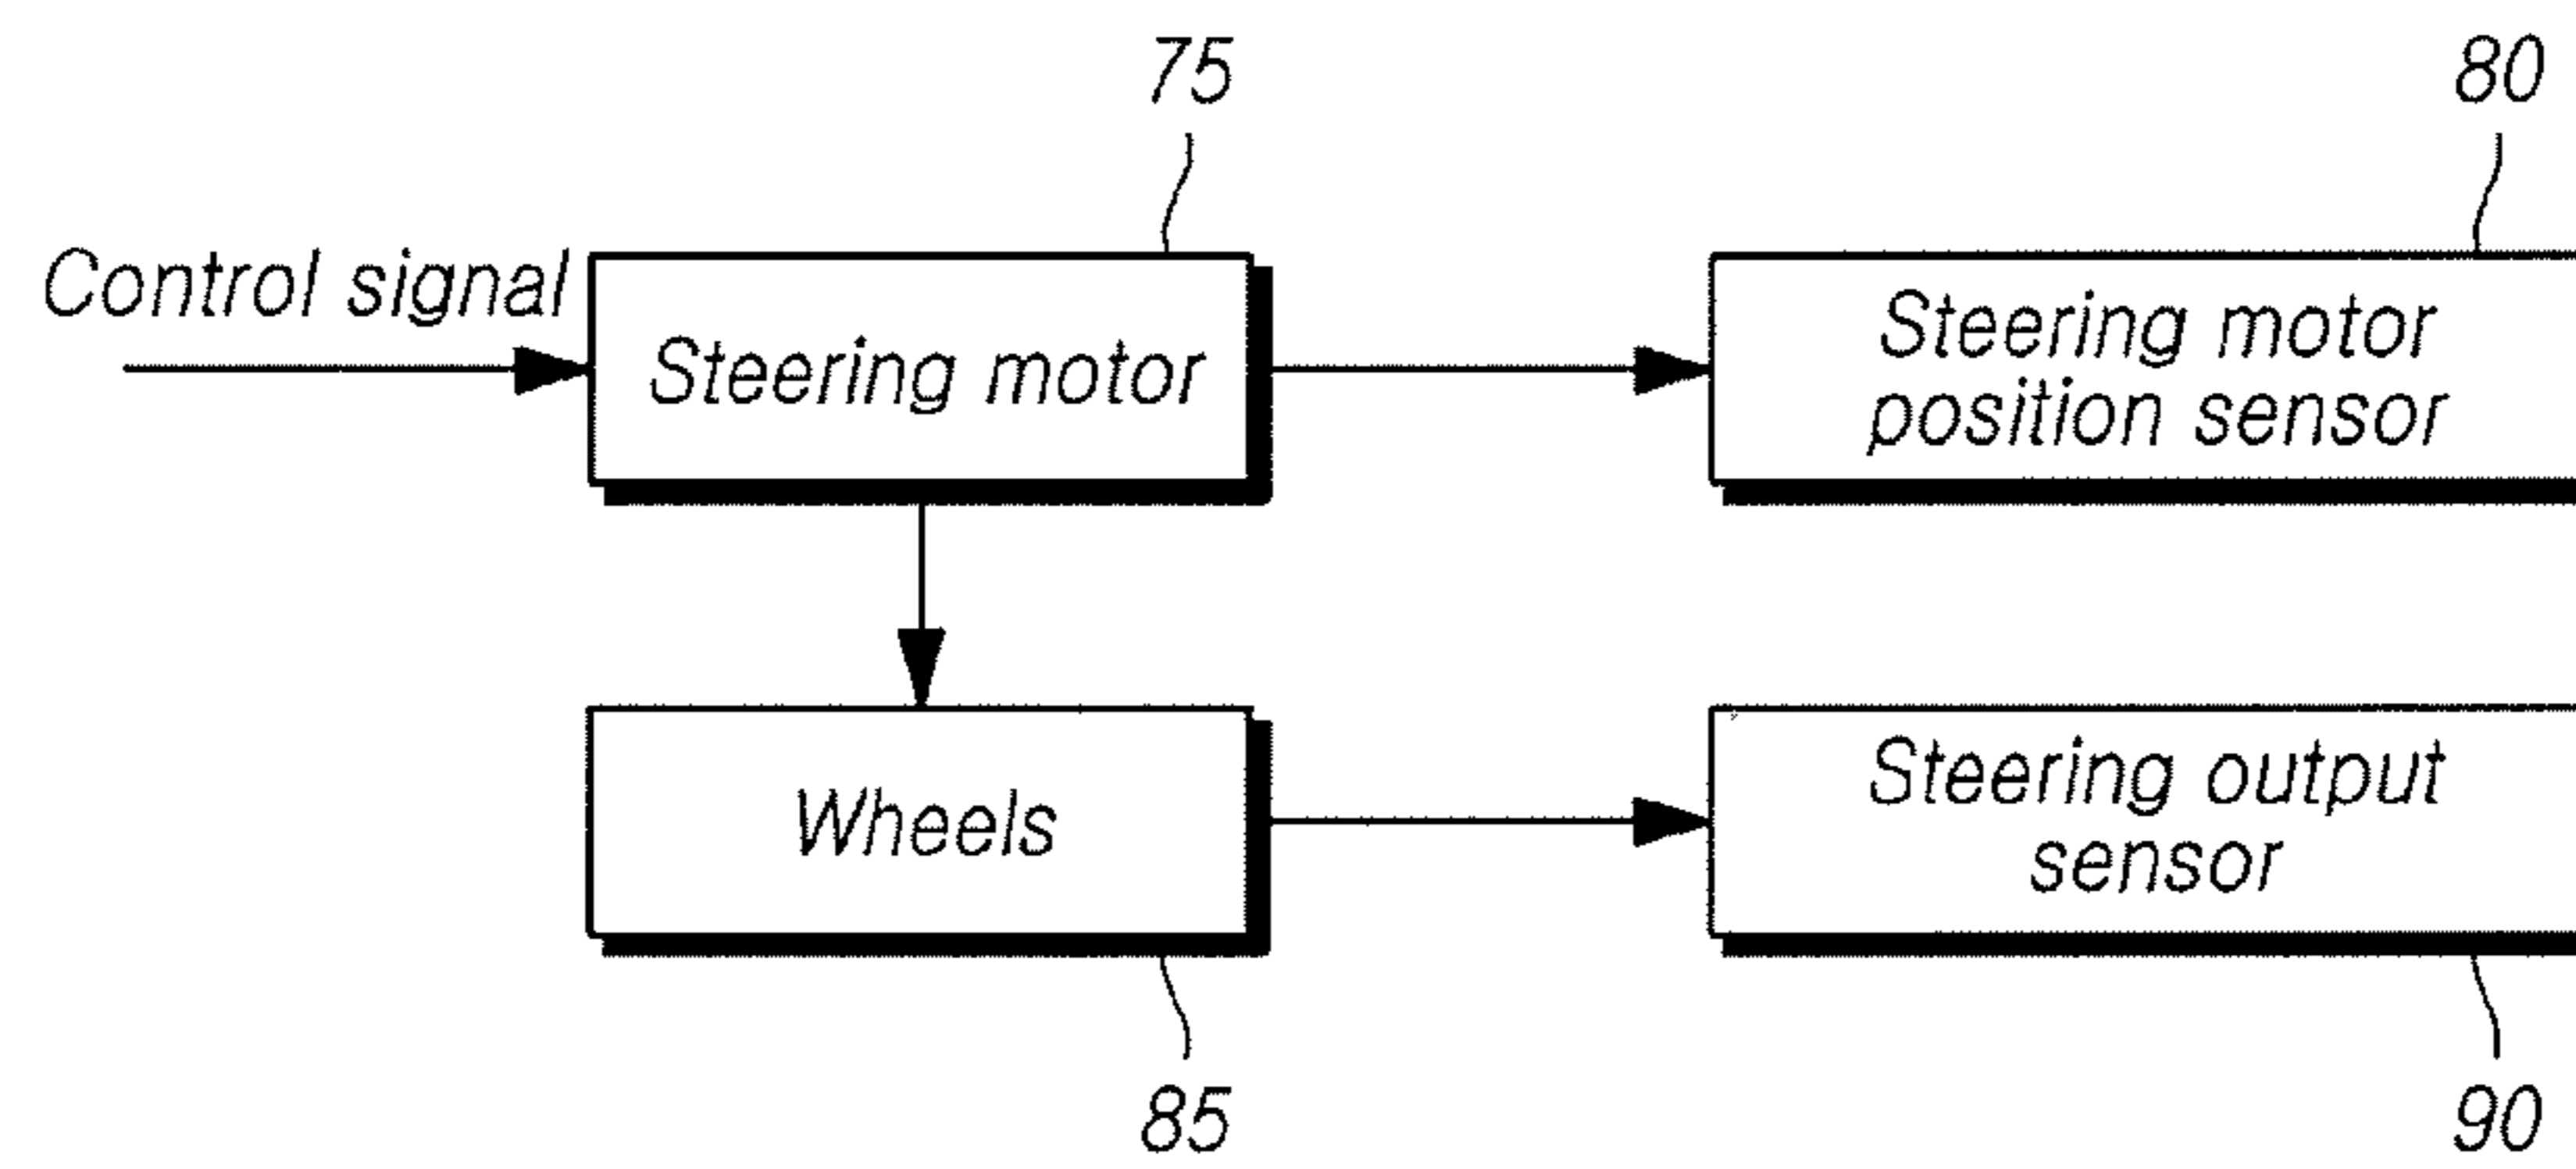 75
80
Control signal
Steering motor
Steering motor
position sensor
Wheels
Steering output
sensor
85
90